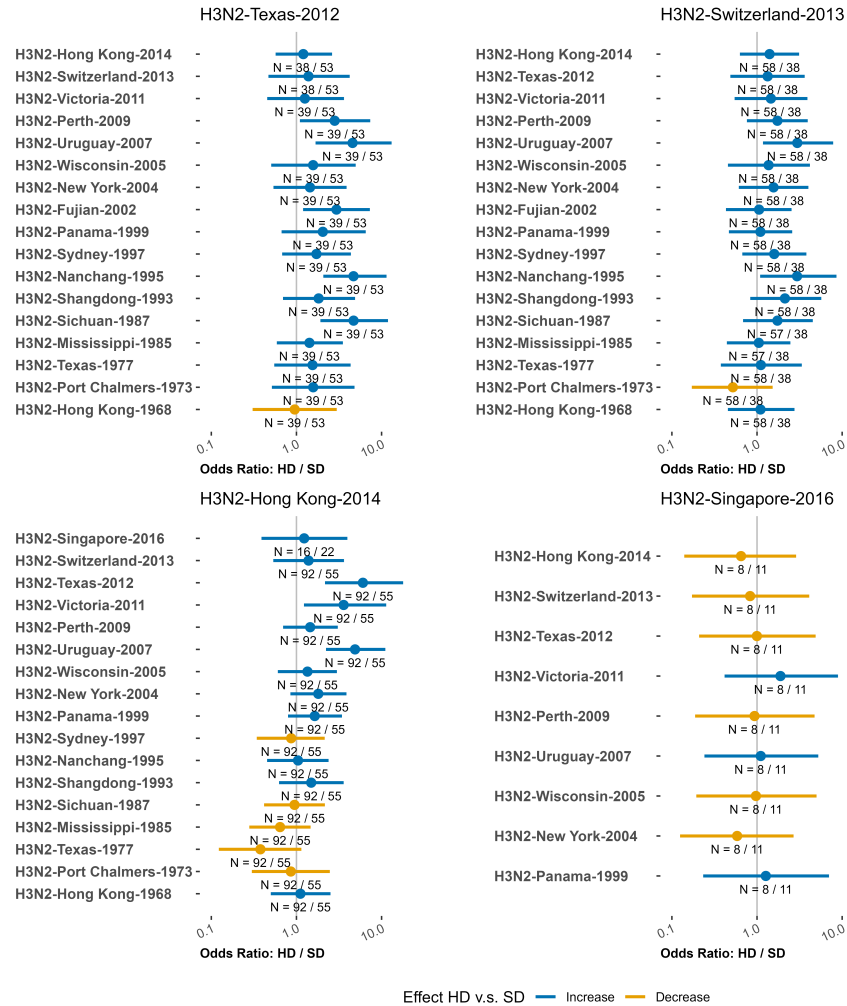 H3N2-Texas-2012
H3N2-Hong Kong-2014
N = 38 / 53
H3N2-Switzerland-2013
N = 38 / 53
H3N2-Victoria-2011
N = 39 / 53
H3N2-Perth-2009
N = 39 / 53
H3N2-Uruguay-2007
N = 39 / 53
H3N2-Wisconsin-2005
N = 39 / 53
H3N2-New York-2004
N = 39 / 53
H3N2-Fujian-2002
N = 39 / 53
H3N2-Panama-1999
N = 39 / 53
H3N2-Sydney-1997
N = 39 / 53
H3N2-Nanchang-1995
N = 39 / 53
H3N2-Shangdong-1993
N = 39 / 53
H3N2-Sichuan-1987
N = 39 / 53
H3N2-Mississippi-1985
N = 39 / 53
H3N2-Texas-1977
N = 39 / 53
H3N2-Port Chalmers-1973
N = 39 / 53
H3N2-Hong Kong-1968
N = 39 / 53
0.1 1.0 10.0
Odds Ratio: HD / SD
H3N2-Switzerland-2013
H3N2-Hong Kong-2014
N = 58 / 38
H3N2-Texas-2012
N = 58 / 38
H3N2-Victoria-2011
N = 58 / 38
H3N2-Perth-2009
N = 58 / 38
H3N2-Uruguay-2007
N = 58 / 38
H3N2-Wisconsin-2005
N = 58 / 38
H3N2-New York-2004
N = 58 / 38
H3N2-Fujian-2002
N = 58 / 38
H3N2-Panama-1999
N = 58 / 38
H3N2-Sydney-1997
N = 58 / 38
H3N2-Nanchang-1995
N = 58 / 38
H3N2-Shangdong-1993
N = 58 / 38
H3N2-Sichuan-1987
N = 57 / 38
H3N2-Mississippi-1985
N = 57 / 38
H3N2-Texas-1977
N = 58 / 38
H3N2-Port Chalmers-1973
N = 58 / 38
H3N2-Hong Kong-1968
N = 58 / 38
0.1 1.0 10.0
Odds Ratio: HD / SD
H3N2-Hong Kong-2014
H3N2-Singapore-2016
N = 16 / 22
H3N2-Switzerland-2013
N = 92 / 55
H3N2-Texas-2012
N = 92 / 55
H3N2-Victoria-2011
N = 92 / 55
H3N2-Perth-2009
N = 92 / 55
H3N2-Uruguay-2007
N = 92 / 55
H3N2-Wisconsin-2005
N = 92 / 55
H3N2-New York-2004
N = 92 / 55
H3N2-Panama-1999
N = 92 / 55
H3N2-Sydney-1997
N = 92 / 55
H3N2-Nanchang-1995
N = 92 / 55
H3N2-Shangdong-1993
N = 92 / 55
H3N2-Sichuan-1987
N = 92 / 55
H3N2-Mississippi-1985
N = 92 / 55
H3N2-Texas-1977
N = 92 / 55
H3N2-Port Chalmers-1973
N = 92 / 55
H3N2-Hong Kong-1968
N = 92 / 55
0.1 1.0 10.0
Odds Ratio: HD / SD
H3N2-Singapore-2016
H3N2-Hong Kong-2014
N = 8 / 11
H3N2-Switzerland-2013
N = 8 / 11
H3N2-Texas-2012
N = 8 / 11
H3N2-Victoria-2011
N = 8 / 11
H3N2-Perth-2009
N = 8 / 11
H3N2-Uruguay-2007
N = 8 / 11
H3N2-Wisconsin-2005
N = 8 / 11
H3N2-New York-2004
N = 8 / 11
H3N2-Panama-1999
N = 8 / 11
0.1 1.0 10.0
Odds Ratio: HD / SD
Effect HD v.s. SD Increase Decrease